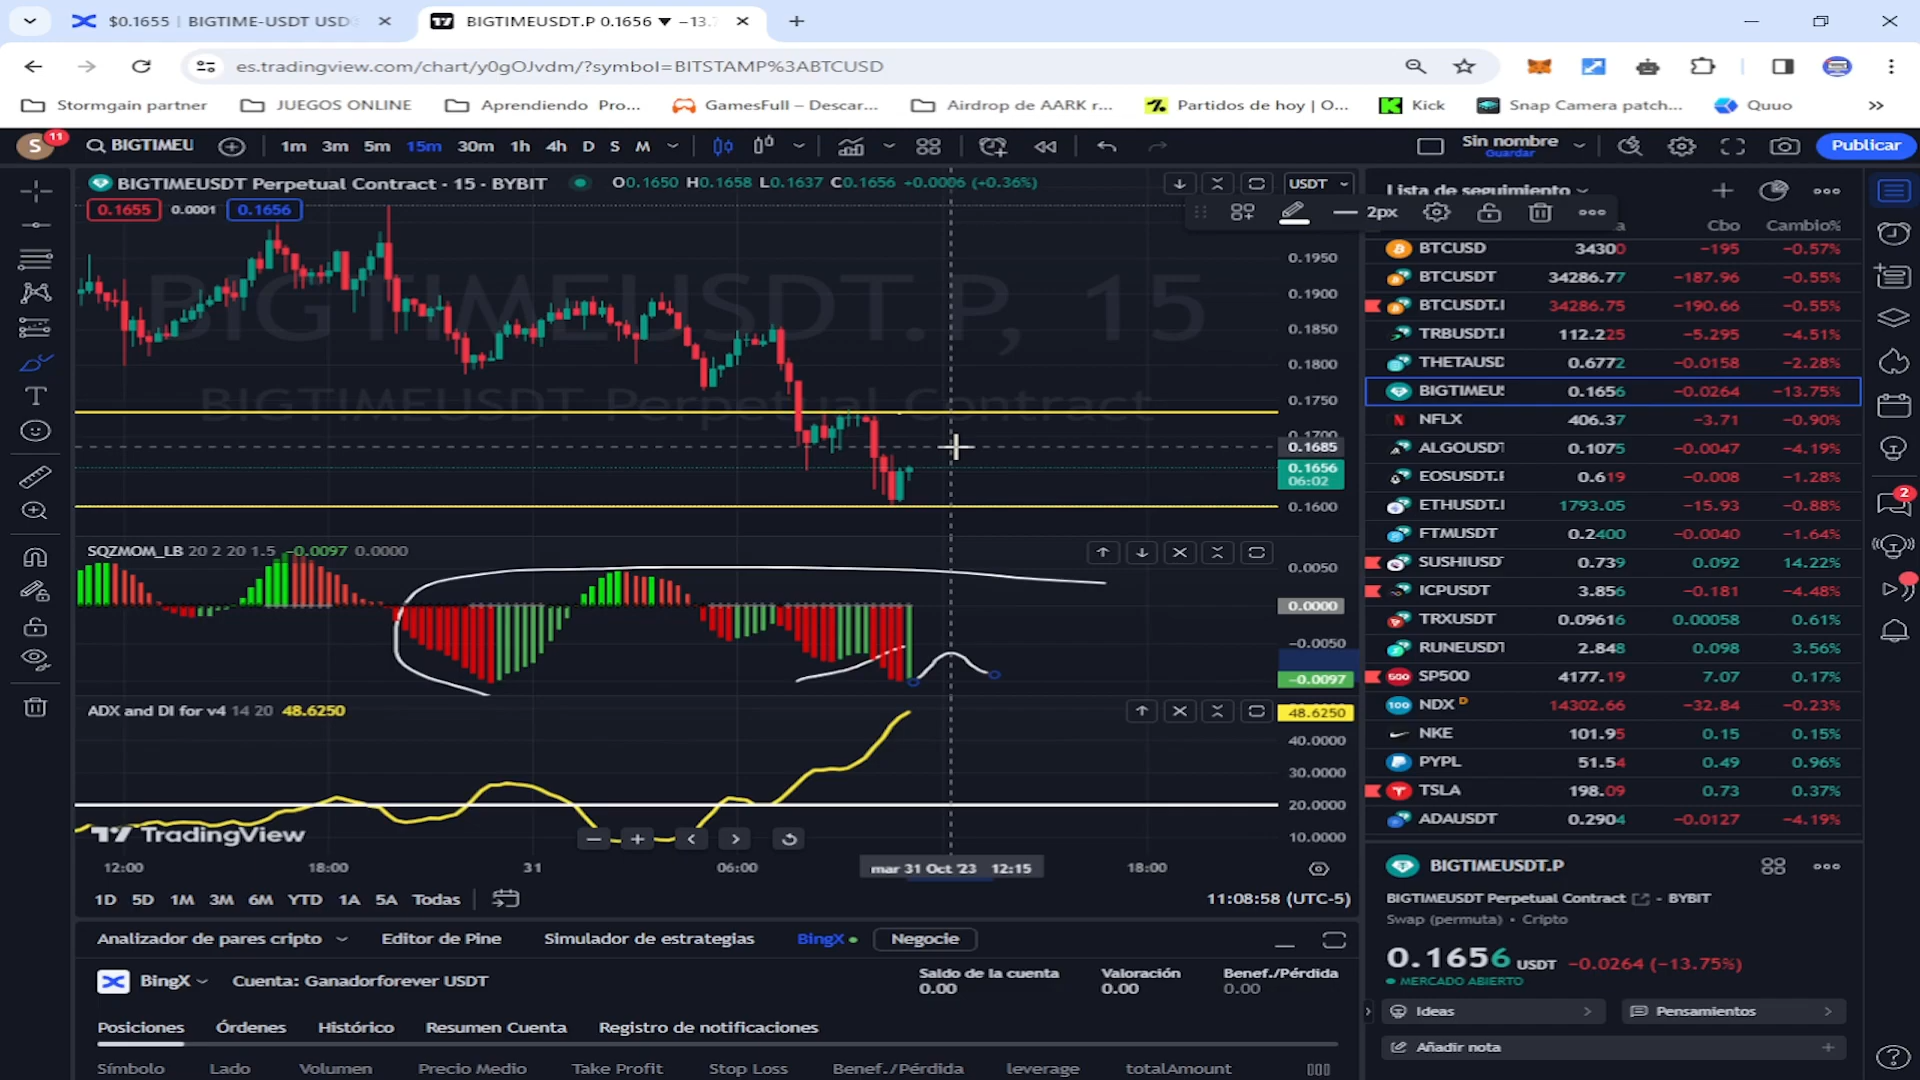 $0.1655 | BIGTIME-USDT USD
BIGTIMEUSDT.P 0.1656 ▼ −13.7
es.tradingview.com/chart/y0gOJvdm/?symbol=BITSTAMP%3ABTCUSD
Stormgain partner
JUEGOS ONLINE
Aprendiendo Pro...
GamesFull – Descar...
Airdrop de AARK r...
Partidos de hoy | O...
Kick
Snap Camera patch...
Quuo
S 11
BIGTIMEU
1m 3m 5m 15m 30m 1h 4h D S M
Sin nombre
Guardar
Publicar
BIGTIMEUSDT Perpetual Contract · 15 · BYBIT
O0.1650 H0.1658 L0.1637 C0.1656 +0.0006 (+0.36%)
USDT
0.1655 0.0001 0.1656
2px
BIGTIMEUSDT.P, 15
BIGTIMEUSDT Perpetual Contract
0.1950
0.1900
0.1850
0.1800
0.1750
0.1700
0.1685
0.1656
06:02
0.1600
SQZMOM_LB 20 2 20 1.5 −0.0097 0.0000
0.0050
0.0000
−0.0050
−0.0097
ADX and DI for v4 14 20 48.6250
48.6250
40.0000
30.0000
20.0000
10.0000
TradingView
12:00 18:00 31 06:00 mar 31 Oct '23 12:15 18:00
1D 5D 1M 3M 6M YTD 1A 5A Todas
11:08:58 (UTC-5)
Analizador de pares cripto
Editor de Pine
Simulador de estrategias
BingX
Negocie
BingX
Cuenta: Ganadorforever USDT
Saldo de la cuenta
0.00
Valoración
0.00
Benef./Pérdida
0.00
Posiciones Órdenes Histórico Resumen Cuenta Registro de notificaciones
Símbolo Lado Volumen Precio Medio Take Profit Stop Loss Benef./Pérdida leverage totalAmount
Lista de seguimiento
Cbo Cambio%
BTCUSD 34300 −195 −0.57%
BTCUSDT 34286.77 −187.96 −0.55%
BTCUSDT.I 34286.75 −190.66 −0.55%
TRBUSDT.I 112.225 −5.295 −4.51%
THETAUSD 0.6772 −0.0158 −2.28%
BIGTIMEU: 0.1656 −0.0264 −13.75%
NFLX 406.37 −3.71 −0.90%
ALGOUSDT 0.1075 −0.0047 −4.19%
EOSUSDT.F 0.619 −0.008 −1.28%
ETHUSDT.I 1793.05 −15.93 −0.88%
FTMUSDT 0.2400 −0.0040 −1.64%
SUSHIUSD 0.739 0.092 14.22%
ICPUSDT 3.856 −0.181 −4.48%
TRXUSDT 0.09616 0.00058 0.61%
RUNEUSDT 2.848 0.098 3.56%
SP500 4177.19 7.07 0.17%
NDX D 14302.66 −32.84 −0.23%
NKE 101.95 0.15 0.15%
PYPL 51.54 0.49 0.96%
TSLA 198.09 0.73 0.37%
ADAUSDT 0.2904 −0.0127 −4.19%
BIGTIMEUSDT.P
BIGTIMEUSDT Perpetual Contract - BYBIT
Swap (permuta) • Cripto
0.1656 USDT −0.0264 (−13.75%)
MERCADO ABIERTO
Ideas
Pensamientos
Añadir nota
2